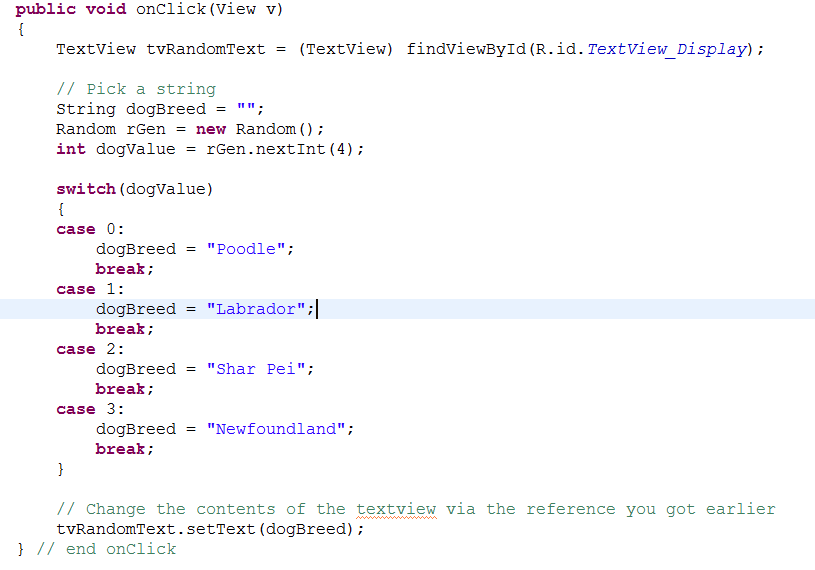 public void onClick(View v)
{
    TextView tvRandomText = (TextView) findViewById(R.id.TextView_Display);

    // Pick a string
    String dogBreed = "";
    Random rGen = new Random();
    int dogValue = rGen.nextInt(4);

    switch(dogValue)
    {
    case 0:
        dogBreed = "Poodle";
        break;
    case 1:
        dogBreed = "Labrador";
        break;
    case 2:
        dogBreed = "Shar Pei";
        break;
    case 3:
        dogBreed = "Newfoundland";
        break;
    }

    // Change the contents of the textview via the reference you got earlier
    tvRandomText.setText(dogBreed);
} // end onClick